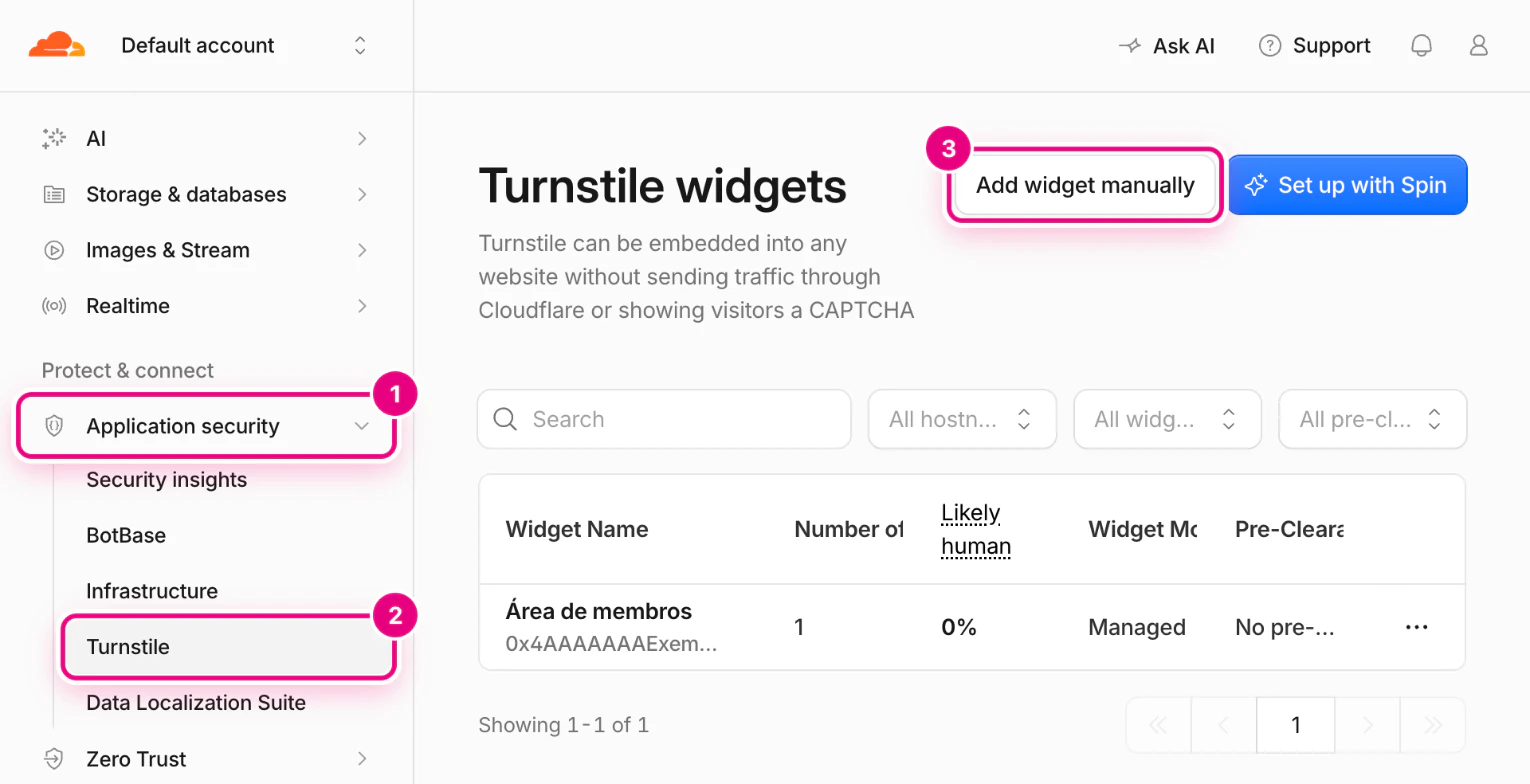 Default account
Ask AI
Support
AI
Storage & databases
Images & Stream
Realtime
Protect & connect
1
Application security
Security insights
BotBase
Infrastructure
2
Turnstile
Data Localization Suite
Zero Trust
3
Turnstile widgets
Add widget manually
Set up with Spin
Turnstile can be embedded into any
website without sending traffic through
Cloudflare or showing visitors a CAPTCHA
Search
All hostn...
All widg...
All pre-cl...
Widget Name
Number of
Likely
human
Widget Mo
Pre-Cleara
Área de membros
0x4AAAAAAAExem...
1
0%
Managed
No pre-...
Showing 1-1 of 1
1